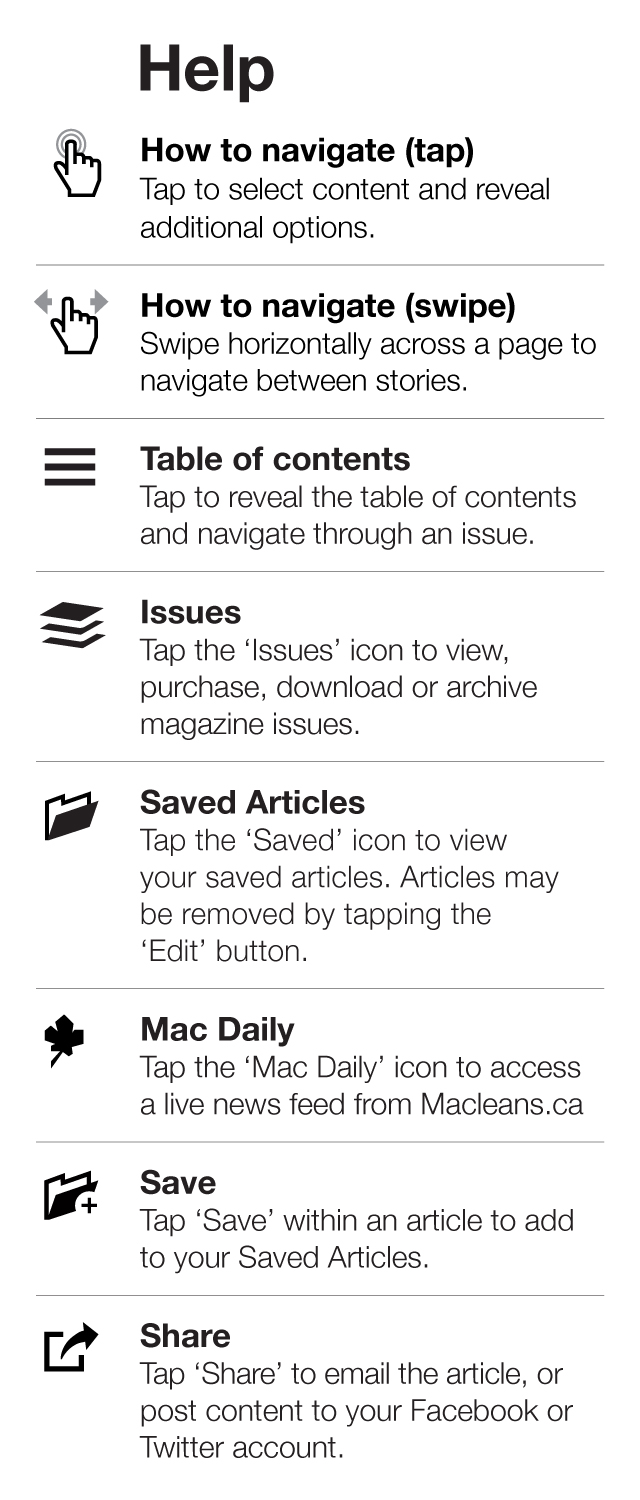 Help
How to navigate (tap)
Tap to select content and reveal
additional options.
How to navigate (swipe)
Swipe horizontally across a page to
navigate between stories.
Table of contents
Tap to reveal the table of contents
and navigate through an issue.
Issues
Tap the ‘Issues’ icon to view,
purchase, download or archive
magazine issues.
Saved Articles
Tap the ‘Saved’ icon to view
your saved articles. Articles may
be removed by tapping the
‘Edit’ button.
Mac Daily
Tap the ‘Mac Daily’ icon to access
a live news feed from Macleans.ca
Save
Tap ‘Save’ within an article to add
to your Saved Articles.
Share
Tap ‘Share’ to email the article, or
post content to your Facebook or
Twitter account.